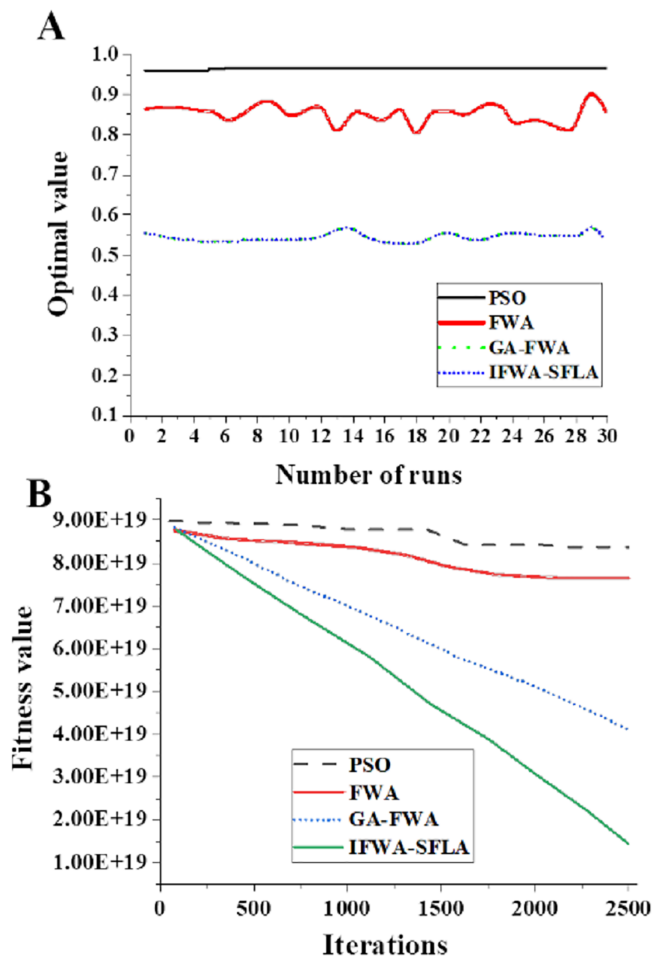 A
1.0
0.9
0.8
0.7
0.6
0.5
0.4
0.3
0.2
0.1
Optimal value
PSO
FWA
GA-FWA
IFWA-SFLA
0 2 4 6 8 10 12 14 16 18 20 22 24 26 28 30
Number of runs
B
9.00E+19
8.00E+19
7.00E+19
6.00E+19
5.00E+19
4.00E+19
3.00E+19
2.00E+19
1.00E+19
Fitness value
PSO
FWA
GA-FWA
IFWA-SFLA
0 500 1000 1500 2000 2500
Iterations